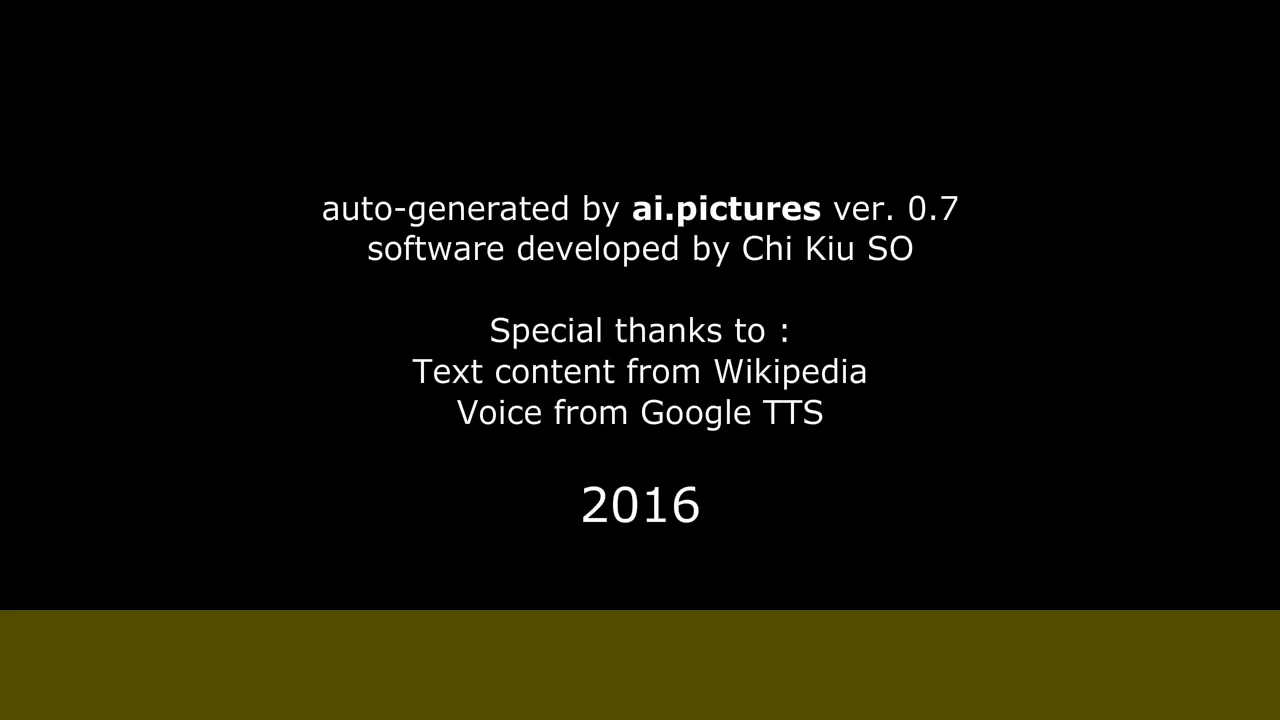 auto-generated by ai.pictures ver. 0.7
software developed by Chi Kiu SO
Special thanks to :
Text content from Wikipedia
Voice from Google TTS
2016